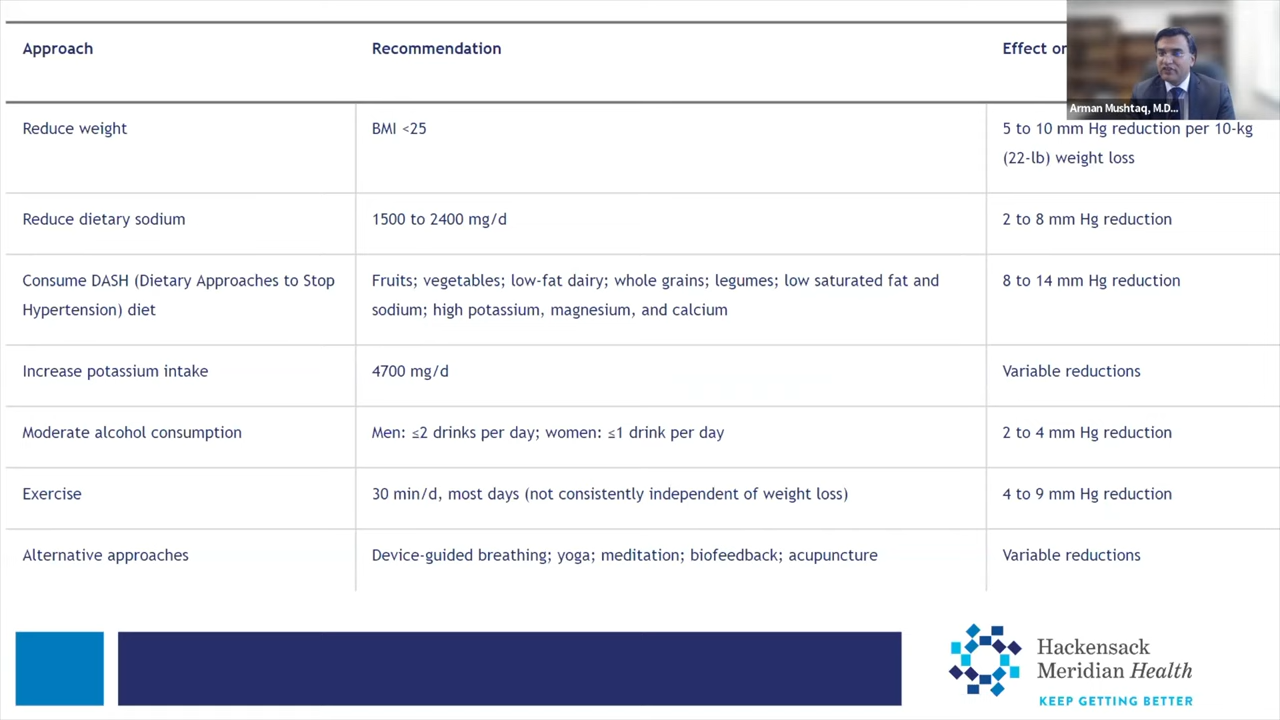 Approach Recommendation Effect or
Arman Mushtaq, M.D...
Reduce weight BMI <25 5 to 10 mm Hg reduction per 10-kg
(22-lb) weight loss
Reduce dietary sodium 1500 to 2400 mg/d 2 to 8 mm Hg reduction
Consume DASH (Dietary Approaches to Stop Fruits; vegetables; low-fat dairy; whole grains; legumes; low saturated fat and 8 to 14 mm Hg reduction
Hypertension) diet sodium; high potassium, magnesium, and calcium
Increase potassium intake 4700 mg/d Variable reductions
Moderate alcohol consumption Men: ≤2 drinks per day; women: ≤1 drink per day 2 to 4 mm Hg reduction
Exercise 30 min/d, most days (not consistently independent of weight loss) 4 to 9 mm Hg reduction
Alternative approaches Device-guided breathing; yoga; meditation; biofeedback; acupuncture Variable reductions
Hackensack
Meridian Health
KEEP GETTING BETTER